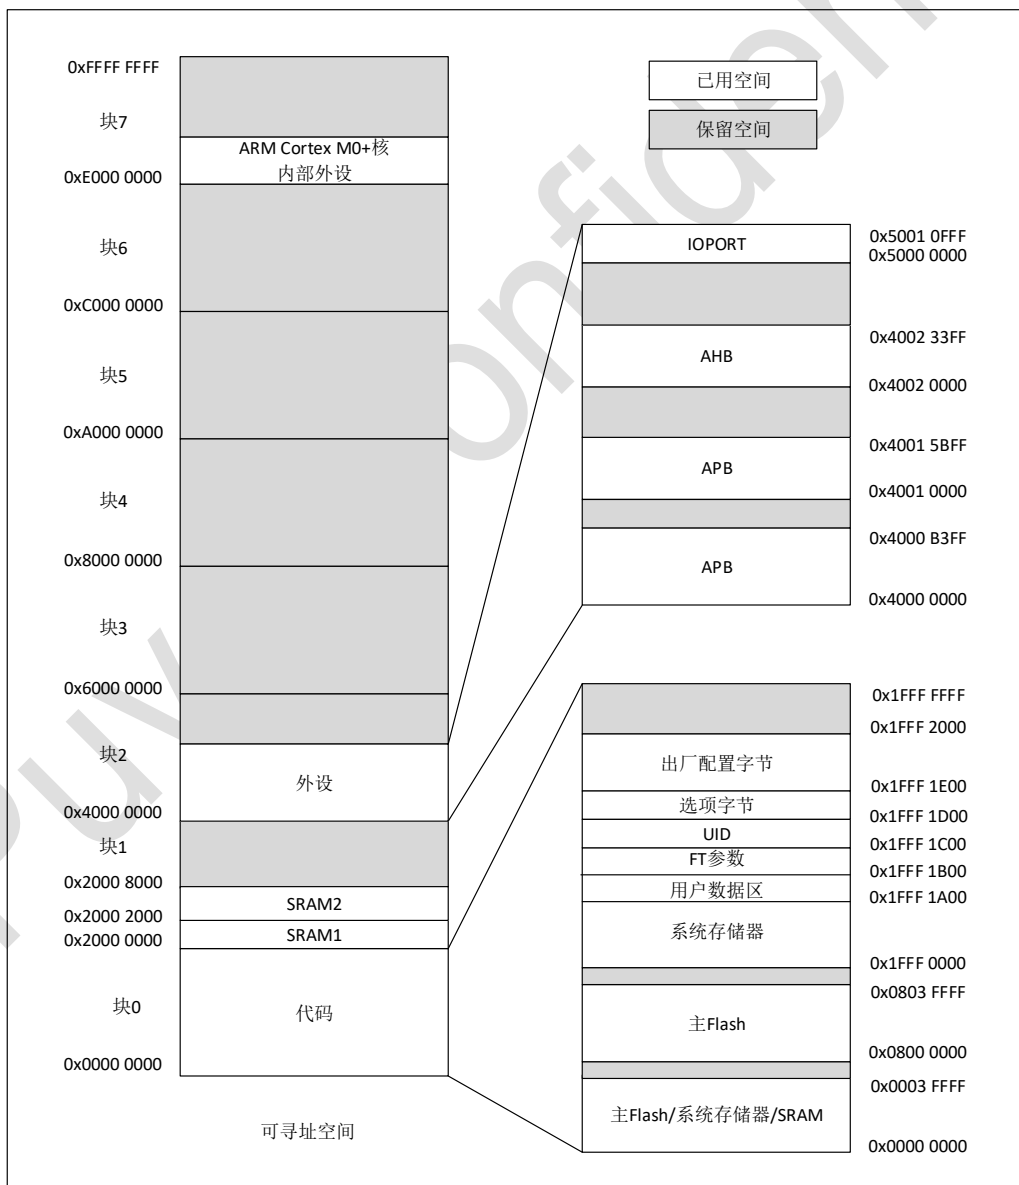 0xFFFF FFFF
块7
ARM Cortex M0+核
内部外设
0xE000 0000
块6
0xC000 0000
块5
0xA000 0000
块4
0x8000 0000
块3
0x6000 0000
块2
外设
0x4000 0000
块1
0x2000 8000
SRAM2
0x2000 2000
SRAM1
0x2000 0000
块0
代码
0x0000 0000
可寻址空间
已用空间
保留空间
IOPORT
0x5001 0FFF
0x5000 0000
0x4002 33FF
AHB
0x4002 0000
0x4001 5BFF
APB
0x4001 0000
0x4000 B3FF
APB
0x4000 0000
0x1FFF FFFF
0x1FFF 2000
出厂配置字节
0x1FFF 1E00
选项字节
0x1FFF 1D00
UID
0x1FFF 1C00
FT参数
0x1FFF 1B00
用户数据区
0x1FFF 1A00
系统存储器
0x1FFF 0000
0x0803 FFFF
主Flash
0x0800 0000
0x0003 FFFF
主Flash/系统存储器/SRAM
0x0000 0000